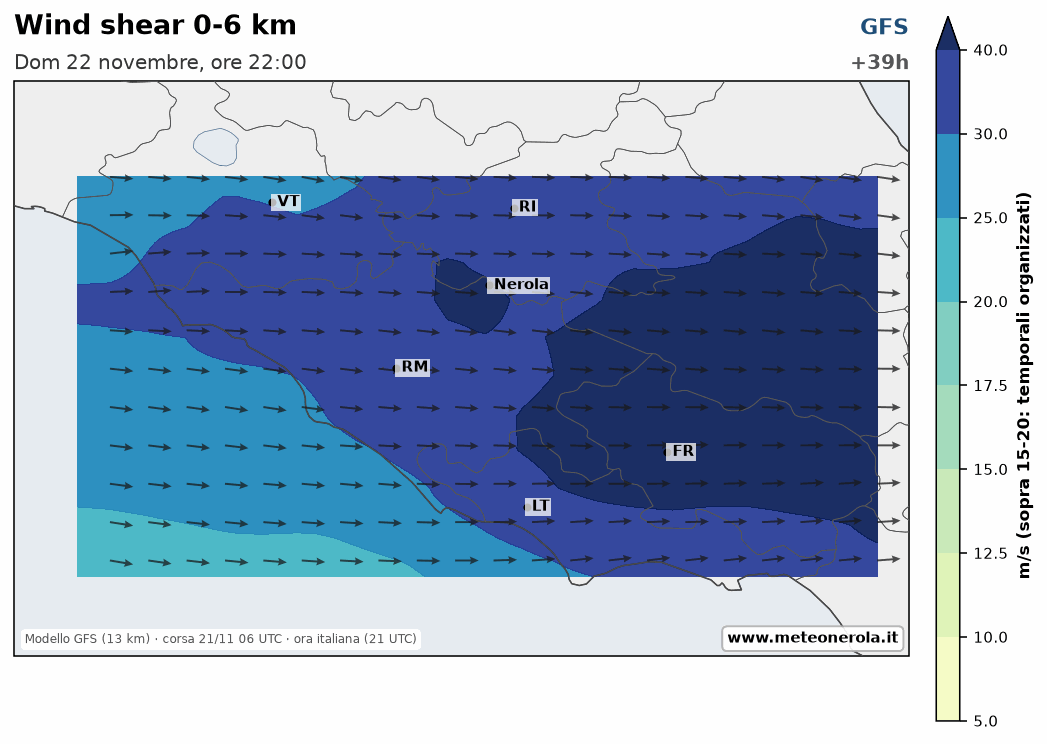 Wind shear 0-6 km
GFS
Dom 22 novembre, ore 22:00
+39h
40.0
30.0
25.0
20.0
17.5
15.0
12.5
10.0
5.0
m/s (sopra 15-20: temporali organizzati)
VT
RI
Nerola
RM
FR
LT
Modello GFS (13 km) · corsa 21/11 06 UTC · ora italiana (21 UTC)
www.meteonerola.it